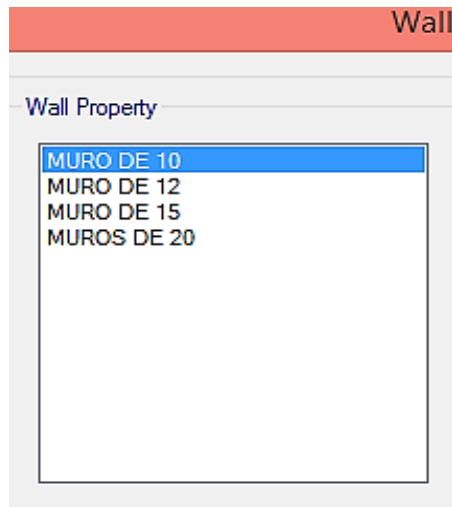 Wall
Wall Property
MURO DE 10
MURO DE 12
MURO DE 15
MUROS DE 20